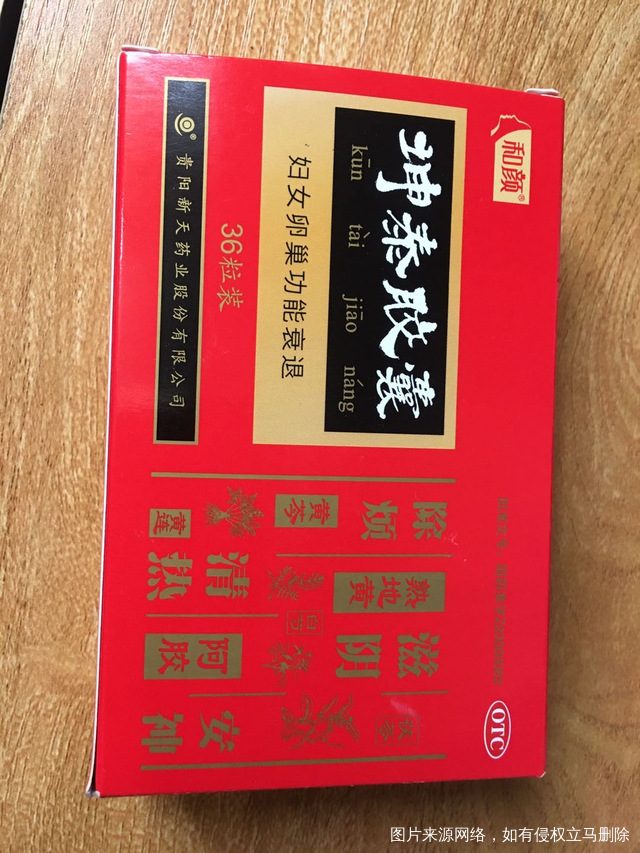 和颜®
坤泰胶囊
kūn tài jiāo náng
妇女卵巢功能衰退
36粒装
贵阳新天药业股份有限公司
除烦
黄芩
黄连
清热
熟地黄
白芍
滋阴
阿胶
茯苓
安神
OTC
图片来源网络，如有侵权立马删除